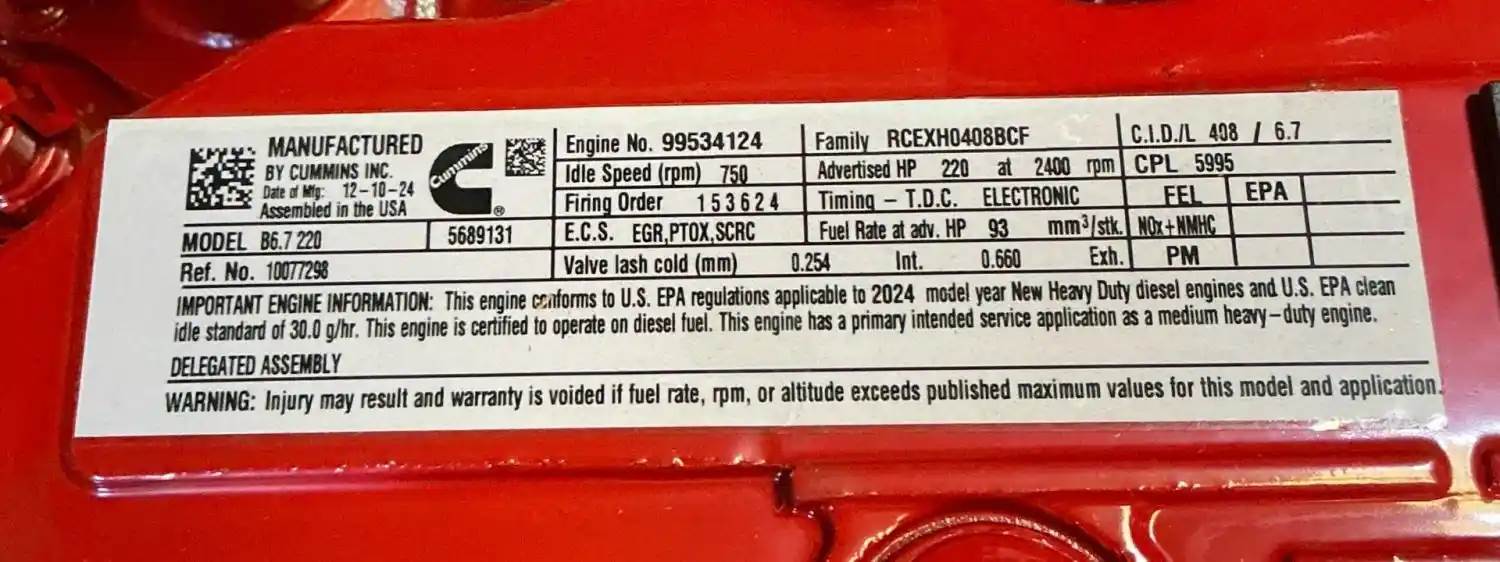 MANUFACTURED
BY CUMMINS INC.
Date of Mfg: 12-10-24
Assembled in the USA
Cummins
®
MODEL B6.7 220 5689131
Ref. No. 10077298
Engine No. 99534124
Idle Speed (rpm) 750
Firing Order 1 5 3 6 2 4
E.C.S. EGR,PTOX,SCRC
Valve lash cold (mm) 0.254 Int. 0.660 Exh.
Family RCEXH0408BCF
Advertised HP 220 at 2400 rpm
Timing – T.D.C. ELECTRONIC
Fuel Rate at adv. HP 93 mm³/stk.
C.I.D./L 408 / 6.7
CPL 5995
FEL EPA
NOx+NMHC
PM
IMPORTANT ENGINE INFORMATION: This engine conforms to U.S. EPA regulations applicable to 2024 model year New Heavy Duty diesel engines and U.S. EPA clean
idle standard of 30.0 g/hr. This engine is certified to operate on diesel fuel. This engine has a primary intended service application as a medium heavy-duty engine.
DELEGATED ASSEMBLY
WARNING: Injury may result and warranty is voided if fuel rate, rpm, or altitude exceeds published maximum values for this model and application.